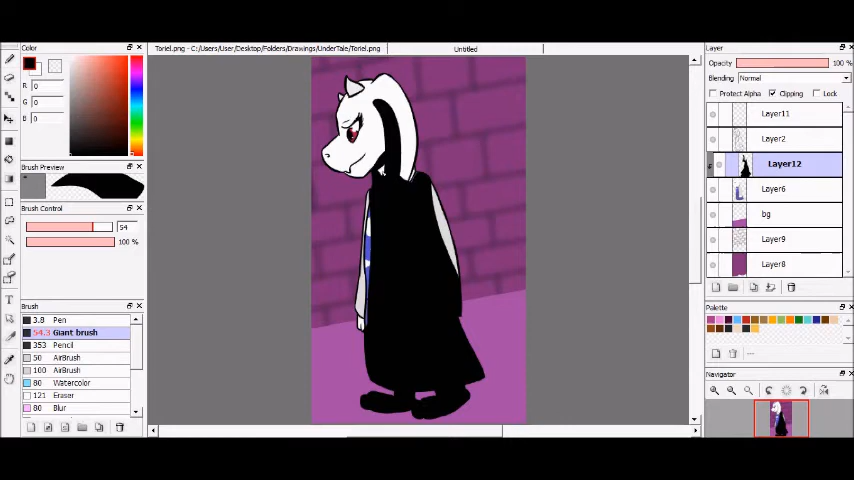 Color
Toriel.png - C:/Users/User/Desktop/Folders/Drawings/UnderTale/Toriel.png
Untitled
Layer
Opacity 100 %
Blending Normal
Protect Alpha Clipping Lock
R 0
G 0
B 0
Layer11
Layer2
Layer12
Layer6
bg
Layer9
Layer8
Brush Preview
Brush Control
54
100 %
Brush
3.8 Pen
54.3 Giant brush
353 Pencil
50 AirBrush
100 AirBrush
80 Watercolor
121 Eraser
80 Blur
Palette
---
Navigator